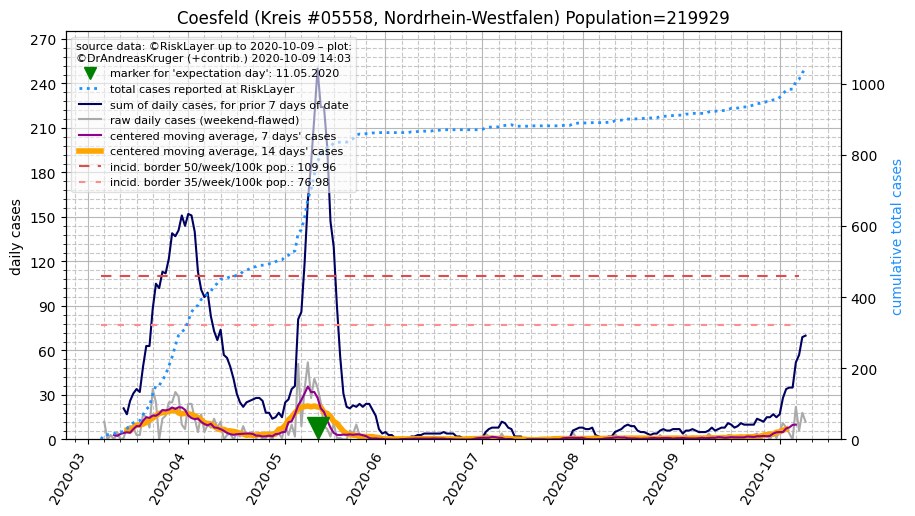 Coesfeld (Kreis #05558, Nordrhein-Westfalen) Population=219929
source data: ©RiskLayer up to 2020-10-09 – plot:
©DrAndreasKruger (+contrib.) 2020-10-09 14:03
marker for 'expectation day': 11.05.2020
total cases reported at RiskLayer
sum of daily cases, for prior 7 days of date
raw daily cases (weekend-flawed)
centered moving average, 7 days' cases
centered moving average, 14 days' cases
incid. border 50/week/100k pop.: 109.96
incid. border 35/week/100k pop.: 76.98
daily cases
270
240
210
180
150
120
90
60
30
0
1000
800
600
400
200
0
cumulative total cases
2020-03
2020-04
2020-05
2020-06
2020-07
2020-08
2020-09
2020-10